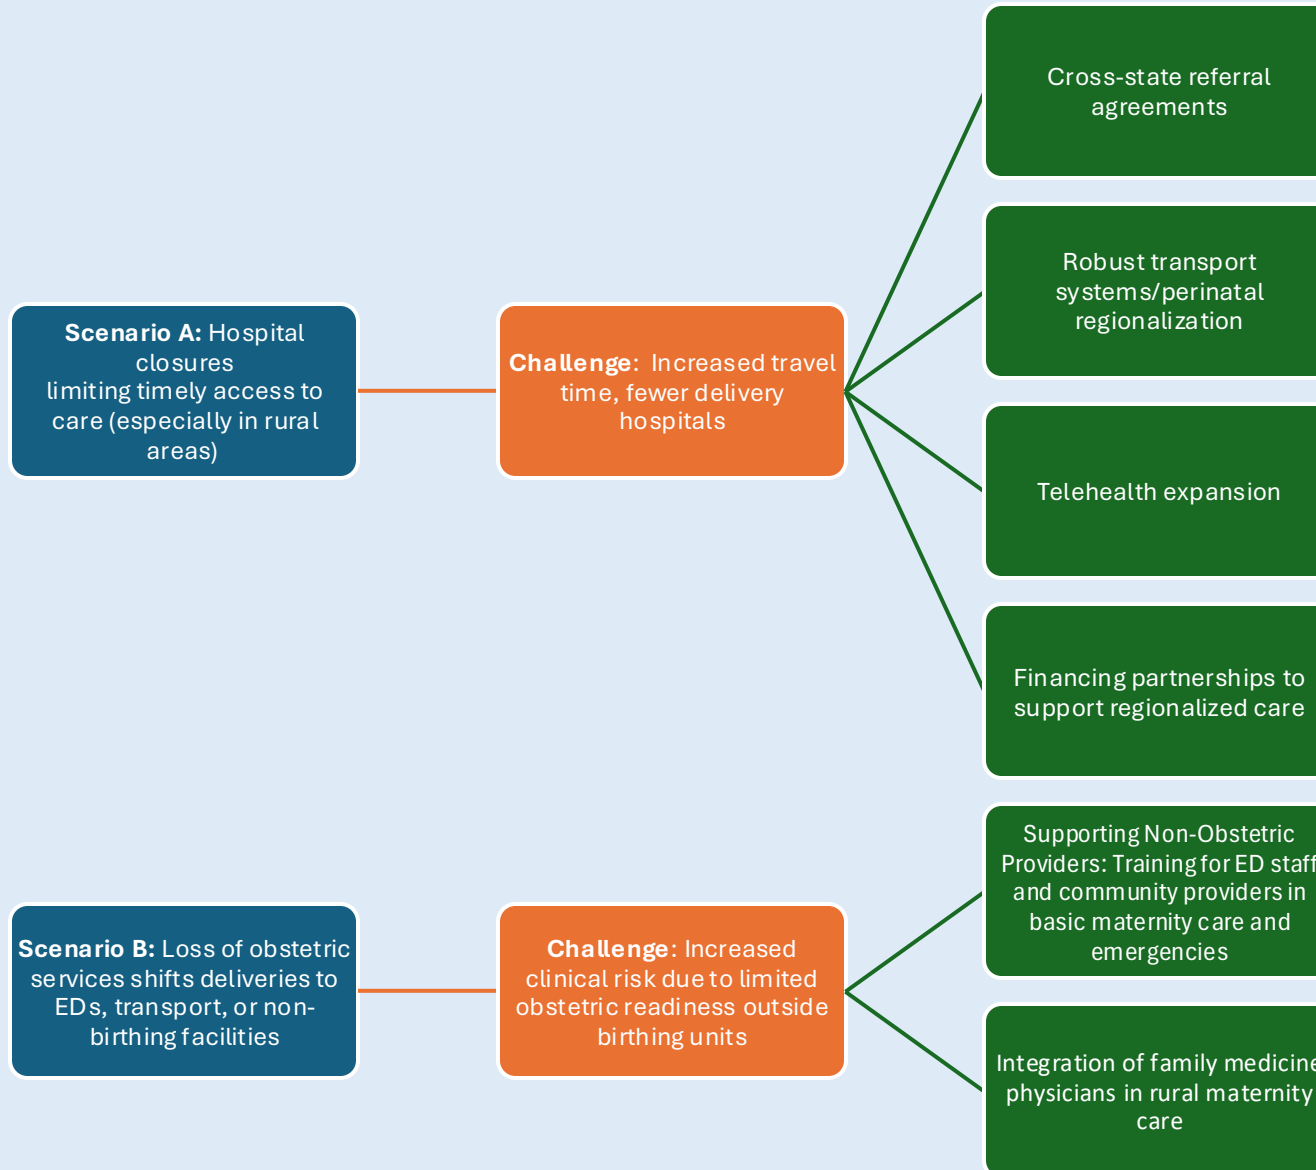 Cross-state referral
agreements
Robust transport
systems/perinatal
regionalization
Scenario A: Hospital
closures
limiting timely access to
care (especially in rural
areas)
Challenge:  Increased travel
time, fewer delivery
hospitals
Telehealth expansion
Financing partnerships to
support regionalized care
Supporting Non-Obstetric
Providers: Training for ED staff
and community providers in
basic maternity care and
emergencies
Scenario B: Loss of obstetric
services shifts deliveries to
EDs, transport, or non-
birthing facilities
Challenge: Increased
clinical risk due to limited
obstetric readiness outside
birthing units
Integration of family medicine
physicians in rural maternity
care